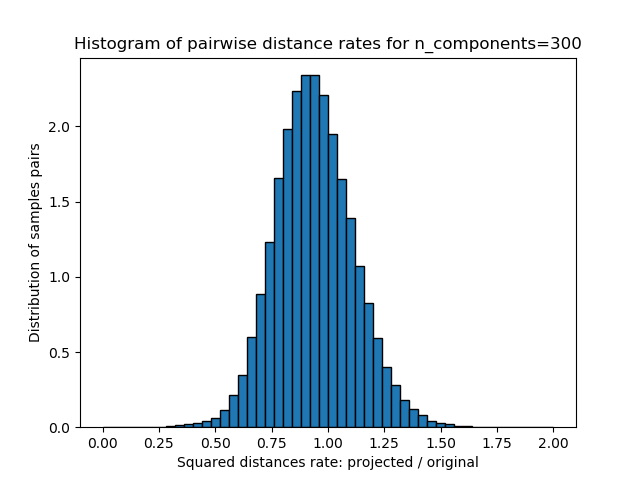 Histogram of pairwise distance rates for n_components=300
Distribution of samples pairs
2.0
1.5
1.0
0.5
0.0
0.00 0.25 0.50 0.75 1.00 1.25 1.50 1.75 2.00
Squared distances rate: projected / original